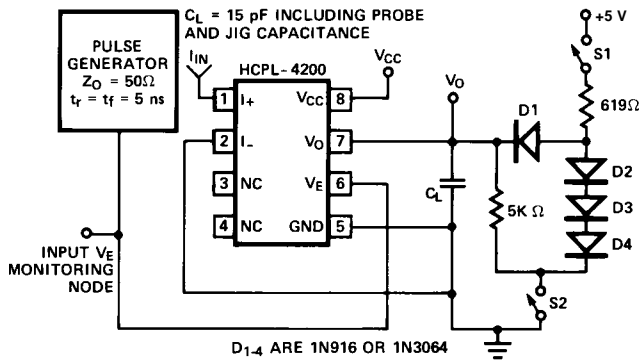 C_L = 15 pF INCLUDING PROBE
AND JIG CAPACITANCE
PULSE
GENERATOR
Z_O = 50Ω
t_r = t_f = 5 ns
I_IN
HCPL-4200
V_CC
1 I+
V_CC 8
2 I-
V_O 7
3 NC
V_E 6
4 NC
GND 5
V_O
C_L
D1
5K Ω
+5 V
S1
619Ω
D2
D3
D4
S2
INPUT V_E
MONITORING
NODE
D_1-4 ARE 1N916 OR 1N3064